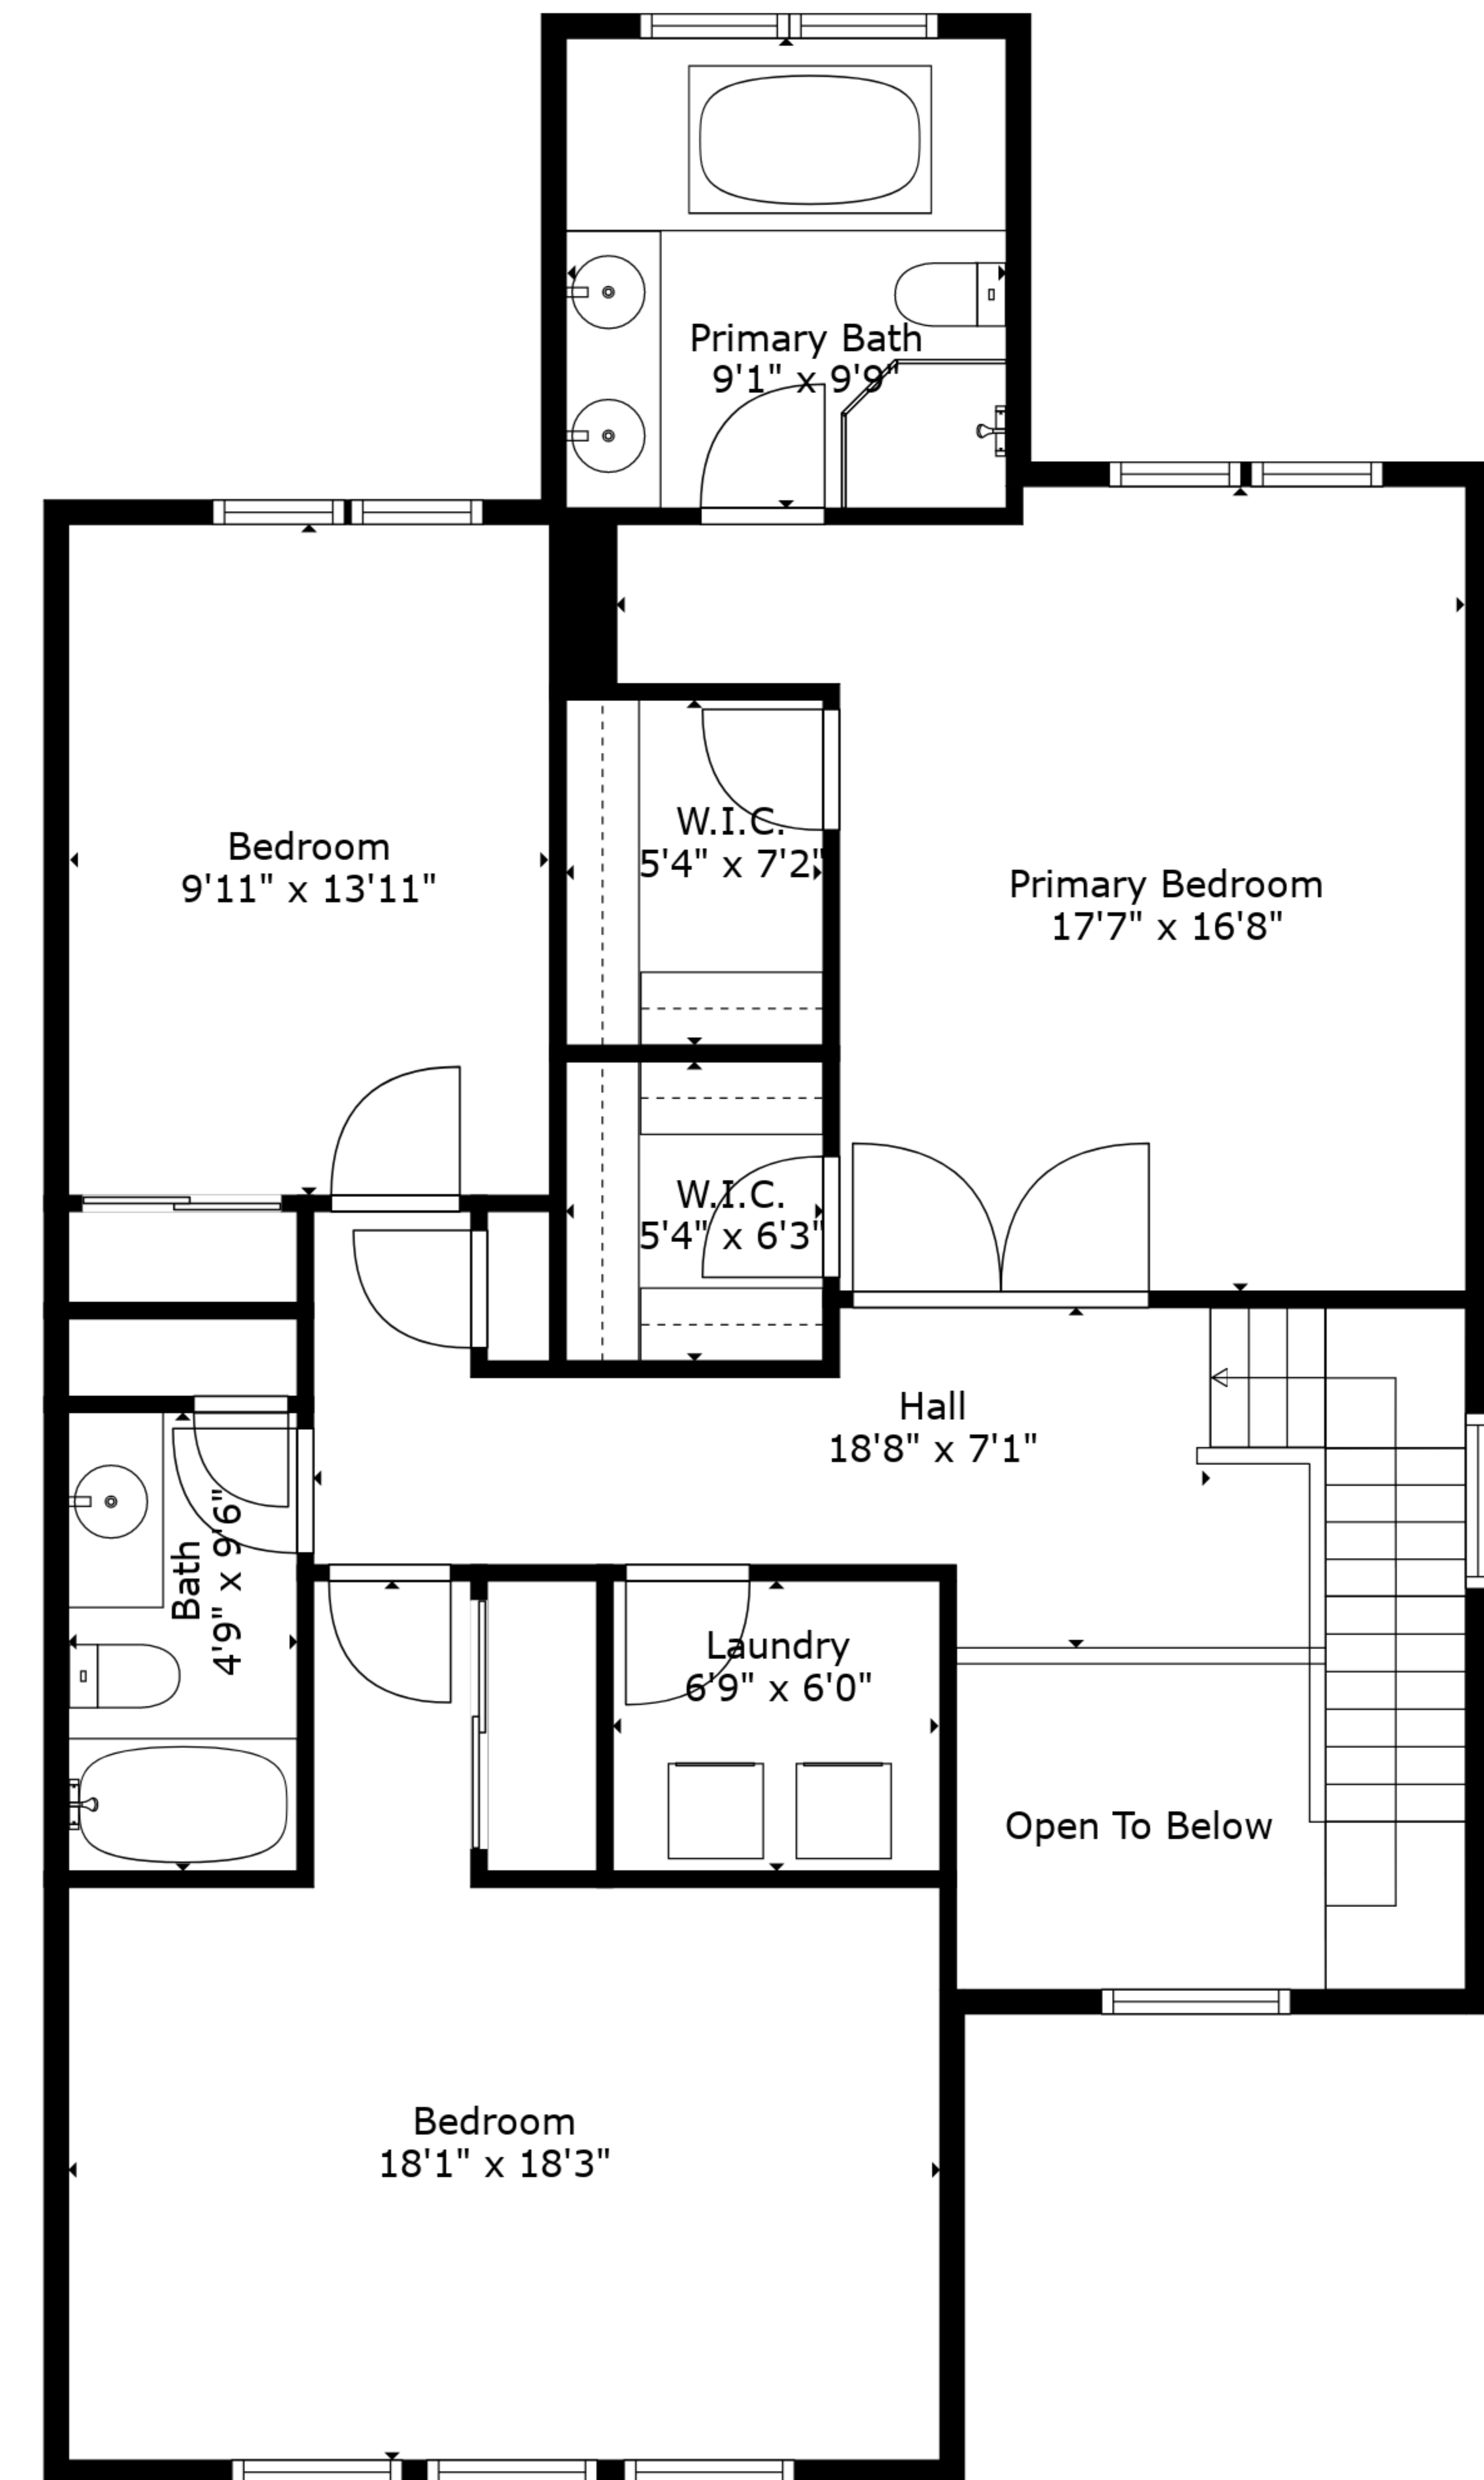 Primary Bath
9'1" x 9'9"
Bedroom
9'11" x 13'11"
W.I.C.
5'4" x 7'2"
Primary Bedroom
17'7" x 16'8"
W.I.C.
5'4" x 6'3"
Hall
18'8" x 7'1"
Bath
4'9" x 9'6"
Laundry
6'9" x 6'0"
Open To Below
Bedroom
18'1" x 18'3"